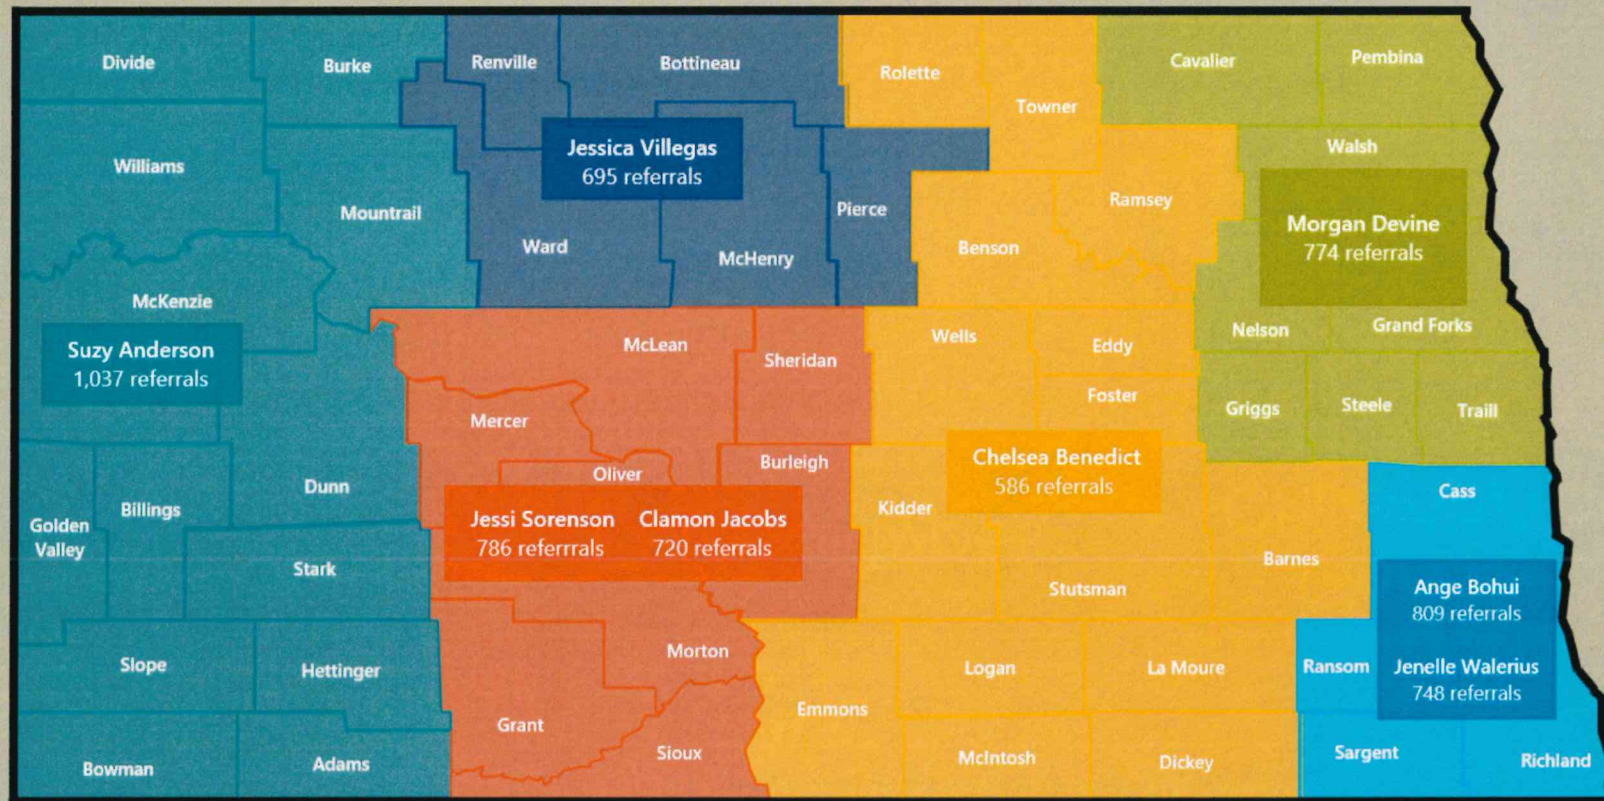 Divide
Burke
Renville
Bottineau
Rolette
Towner
Cavalier
Pembina
Williams
Mountrail
Jessica Villegas
695 referrals
Ward
McHenry
Pierce
Benson
Ramsey
Walsh
Morgan Devine
774 referrals
McKenzie
Suzy Anderson
1,037 referrals
McLean
Sheridan
Wells
Eddy
Foster
Nelson
Grand Forks
Griggs
Steele
Traill
Mercer
Oliver
Burleigh
Jessi Sorenson
786 referrrals
Clamon Jacobs
720 referrals
Chelsea Benedict
586 referrals
Kidder
Stutsman
Barnes
Cass
Golden
Valley
Billings
Dunn
Stark
Ange Bohui
809 referrals
Jenelle Walerius
748 referrals
Slope
Hettinger
Morton
Grant
Sioux
Emmons
Logan
La Moure
Ransom
Bowman
Adams
McIntosh
Dickey
Sargent
Richland